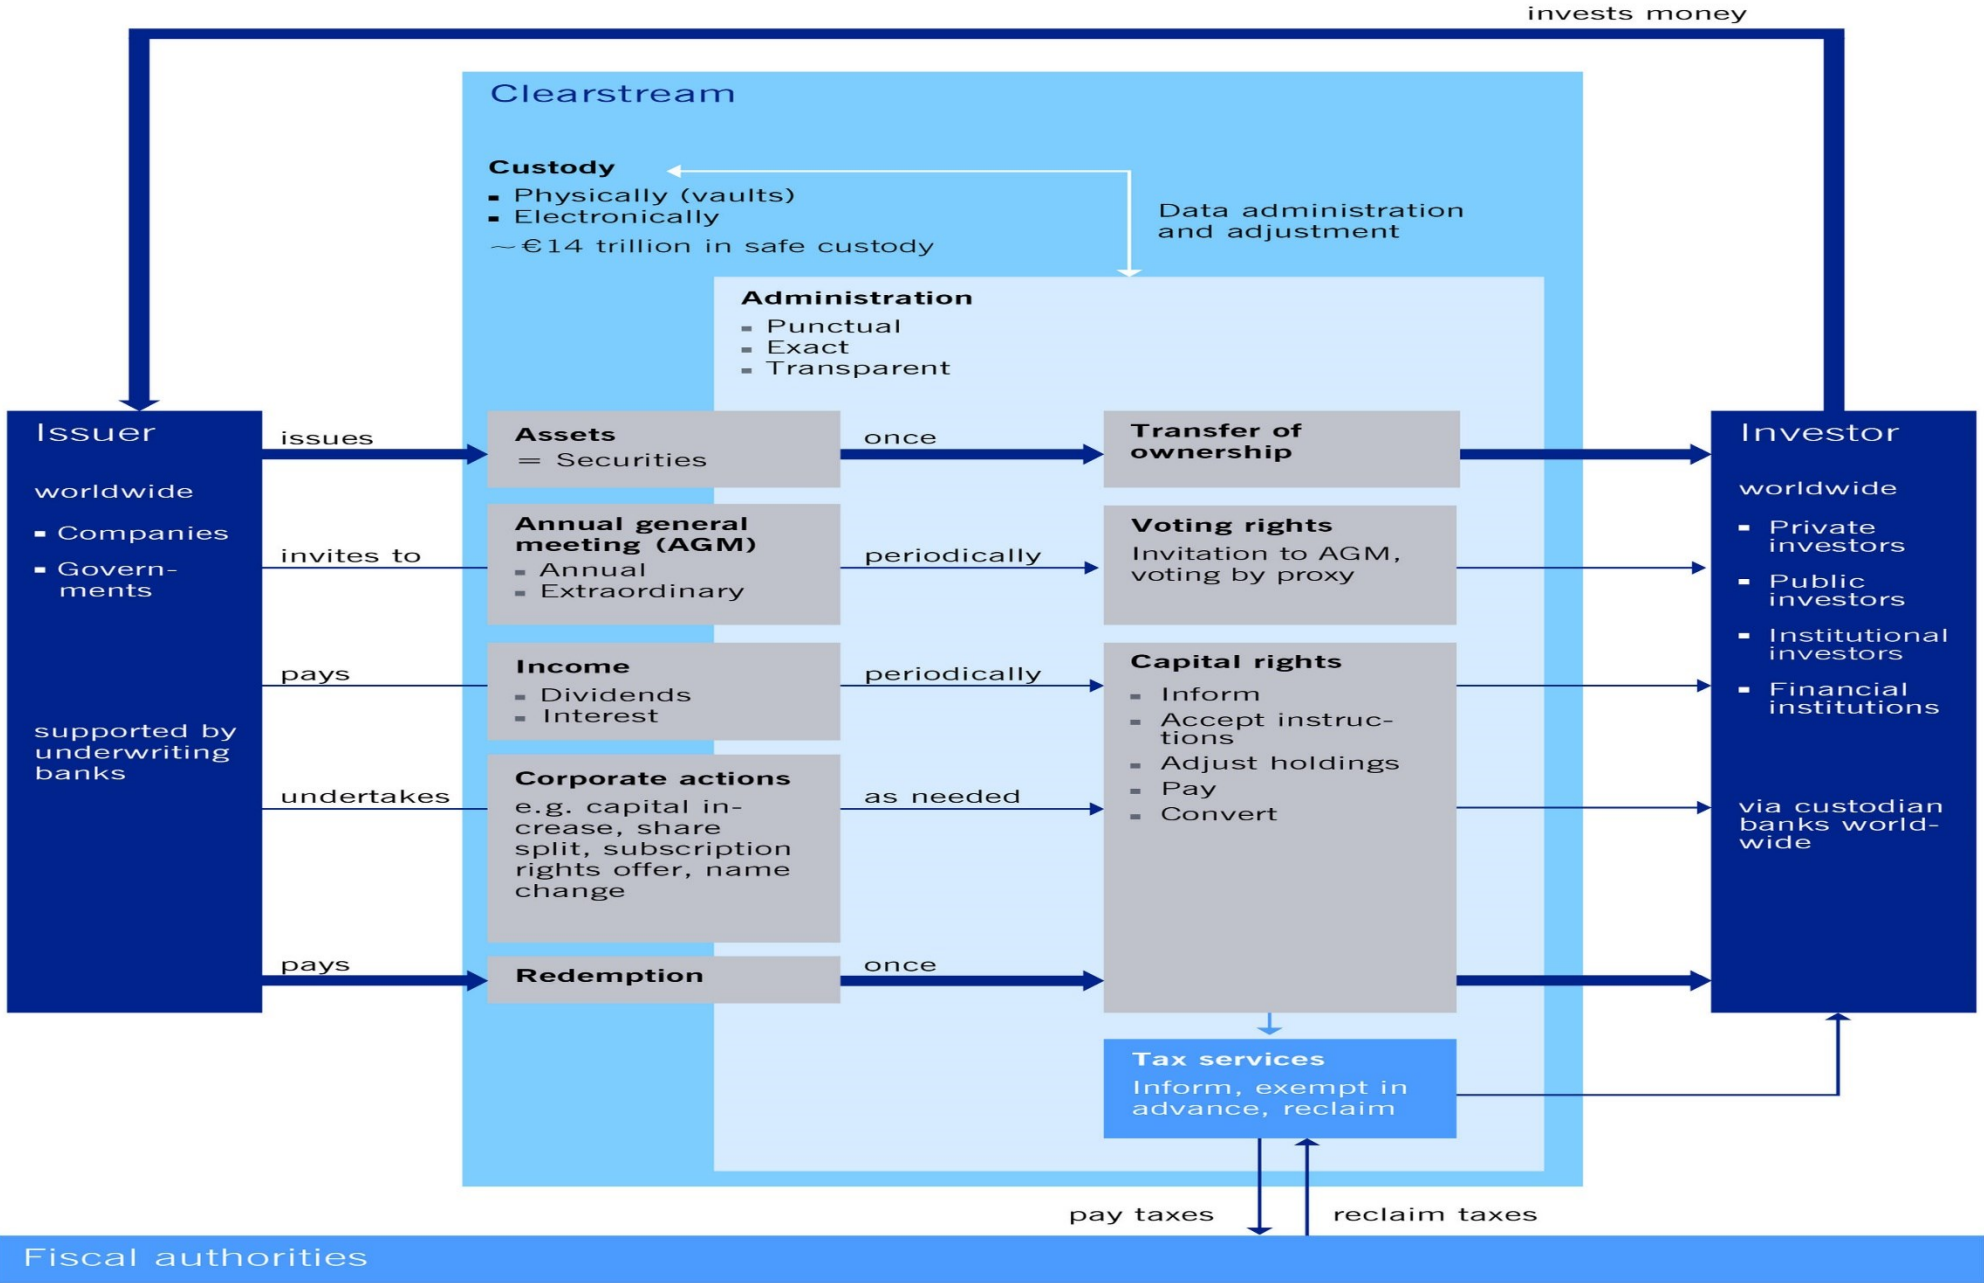 invests money
Clearstream
Custody
▪ Physically (vaults)
▪ Electronically
~€14 trillion in safe custody
Data administration
and adjustment
Administration
▪ Punctual
▪ Exact
▪ Transparent
Issuer
worldwide
▪ Companies
▪ Govern-
ments
supported by
underwriting
banks
issues
invites to
pays
undertakes
pays
Assets
= Securities
Annual general
meeting (AGM)
▪ Annual
▪ Extraordinary
Income
▪ Dividends
▪ Interest
Corporate actions
e.g. capital in-
crease, share
split, subscription
rights offer, name
change
Redemption
once
periodically
periodically
as needed
once
Transfer of
ownership
Voting rights
Invitation to AGM,
voting by proxy
Capital rights
▪ Inform
▪ Accept instruc-
tions
▪ Adjust holdings
▪ Pay
▪ Convert
Tax services
Inform, exempt in
advance, reclaim
Investor
worldwide
▪ Private
investors
▪ Public
investors
▪ Institutional
investors
▪ Financial
institutions
via custodian
banks world-
wide
pay taxes
reclaim taxes
Fiscal authorities